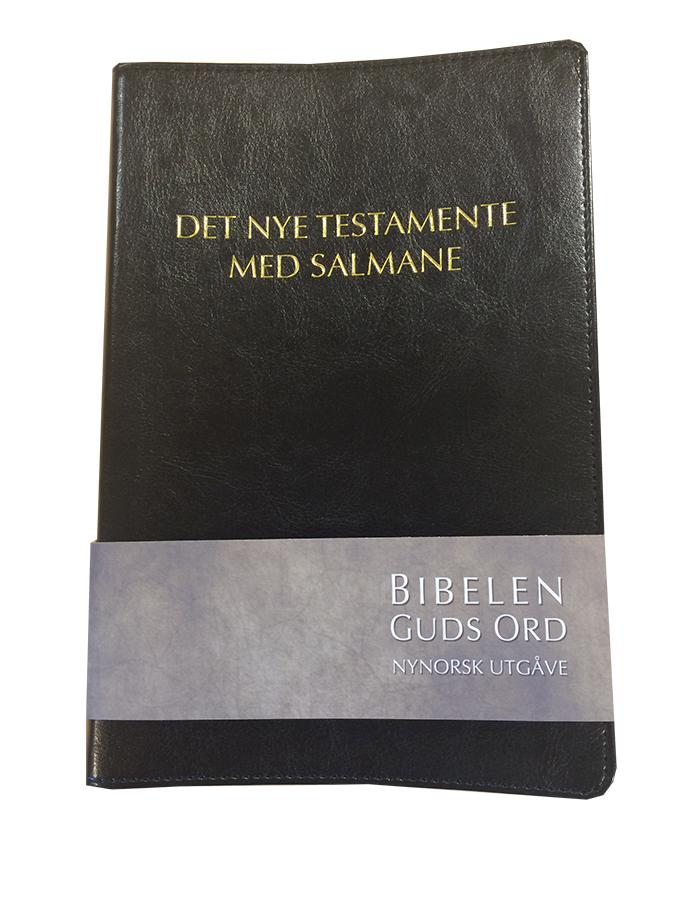 DET NYE TESTAMENTE
MED SALMANE
BIBELEN
GUDS ORD
NYNORSK UTGÅVE